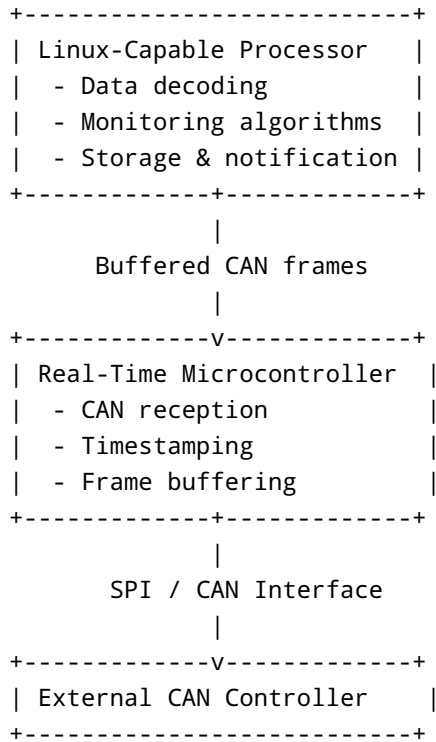 +---------------------------+
| Linux-Capable Processor   |
|  - Data decoding          |
|  - Monitoring algorithms  |
|  - Storage & notification |
+-------------+-------------+
              |
      Buffered CAN frames
              |
+-------------v-------------+
| Real-Time Microcontroller  |
|  - CAN reception           |
|  - Timestamping            |
|  - Frame buffering         |
+-------------+-------------+
              |
       SPI / CAN Interface
              |
+-------------v-------------+
| External CAN Controller    |
+---------------------------+